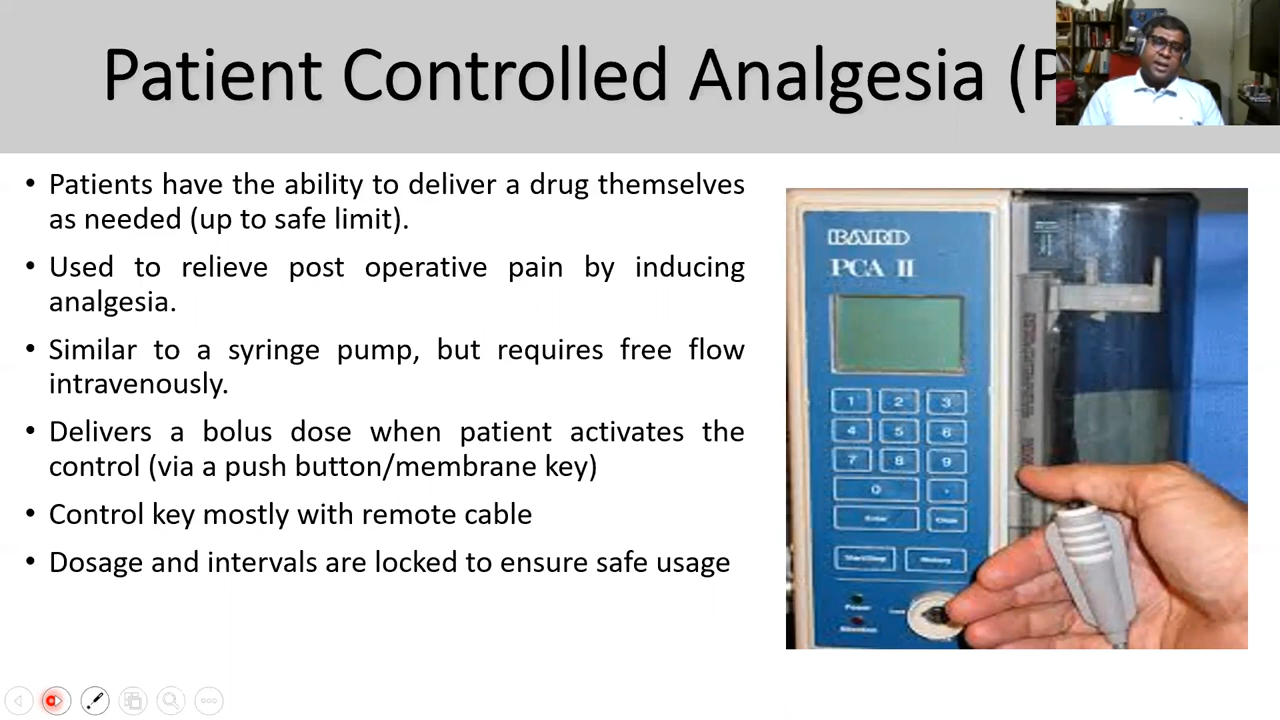 Patient Controlled Analgesia (P
• Patients have the ability to deliver a drug themselves
as needed (up to safe limit).
• Used to relieve post operative pain by inducing
analgesia.
• Similar to a syringe pump, but requires free flow
intravenously.
• Delivers a bolus dose when patient activates the
control (via a push button/membrane key)
• Control key mostly with remote cable
• Dosage and intervals are locked to ensure safe usage
BARD
PCA II
1 2 3
4 5 6
7 8 9
0 .
Enter Clear
Start/Stop History
Power